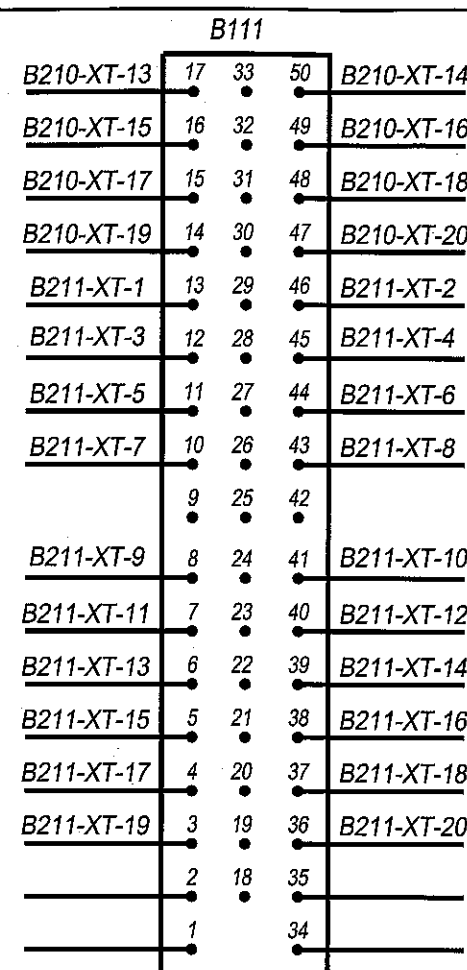 B111
B210-XT-13 17 33 50 B210-XT-14
B210-XT-15 16 32 49 B210-XT-16
B210-XT-17 15 31 48 B210-XT-18
B210-XT-19 14 30 47 B210-XT-20
B211-XT-1 13 29 46 B211-XT-2
B211-XT-3 12 28 45 B211-XT-4
B211-XT-5 11 27 44 B211-XT-6
B211-XT-7 10 26 43 B211-XT-8
9 25 42
B211-XT-9 8 24 41 B211-XT-10
B211-XT-11 7 23 40 B211-XT-12
B211-XT-13 6 22 39 B211-XT-14
B211-XT-15 5 21 38 B211-XT-16
B211-XT-17 4 20 37 B211-XT-18
B211-XT-19 3 19 36 B211-XT-20
2 18 35
1 34